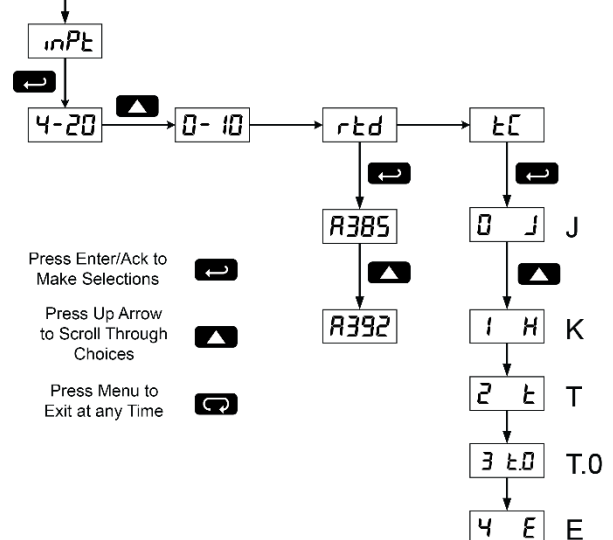 inPt
4-20
0-10
rtd
tC
A385
0 J J
Press Enter/Ack to
Make Selections
Press Up Arrow
to Scroll Through
Choices
A392
1 H K
Press Menu to
Exit at any Time
2 t T
3 t.0 T.0
4 E E